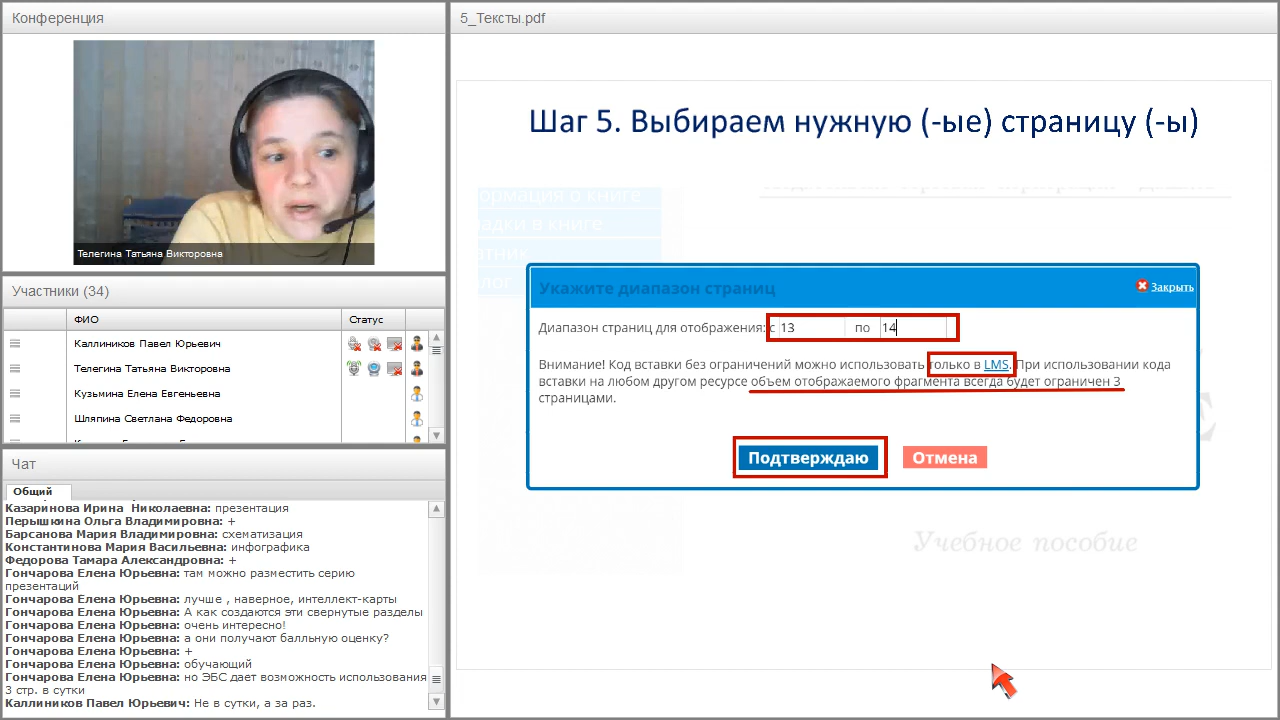 Конференция
Телегина Татьяна Викторовна
Участники (34)
ФИО
Статус
Каллиников Павел Юрьевич
Телегина Татьяна Викторовна
Кузьмина Елена Евгеньевна
Шляпина Светлана Федоровна
Чат
Общий
Казаринова Ирина  Николаевна: презентация
Перышкина Ольга Владимировна: +
Барсанова Мария Владимировна: схематизация
Константинова Мария Васильевна: инфографика
Федорова Тамара Александровна: +
Гончарова Елена Юрьевна: там можно разместить серию
презентаций
Гончарова Елена Юрьевна: лучше , наверное, интеллект-карты
Гончарова Елена Юрьевна: А как создаются эти свернутые разделы
Гончарова Елена Юрьевна: очень интересно!
Гончарова Елена Юрьевна: а они получают балльную оценку?
Гончарова Елена Юрьевна: +
Гончарова Елена Юрьевна: обучающий
Гончарова Елена Юрьевна: но ЭБС дает возможность использования
3 стр. в сутки
Каллиников Павел Юрьевич: Не в сутки, а за раз.
5_Тексты.pdf
Шаг 5. Выбираем нужную (-ые) страницу (-ы)
о книге
в книге
Укажите диапазон страниц
Закрыть
Диапазон страниц для отображения: с 13 по 14
Внимание! Код вставки без ограничений можно использовать только в LMS. При использовании кода
вставки на любом другом ресурсе объем отображаемого фрагмента всегда будет ограничен 3
страницами.
Подтверждаю
Отмена
Учебное пособие